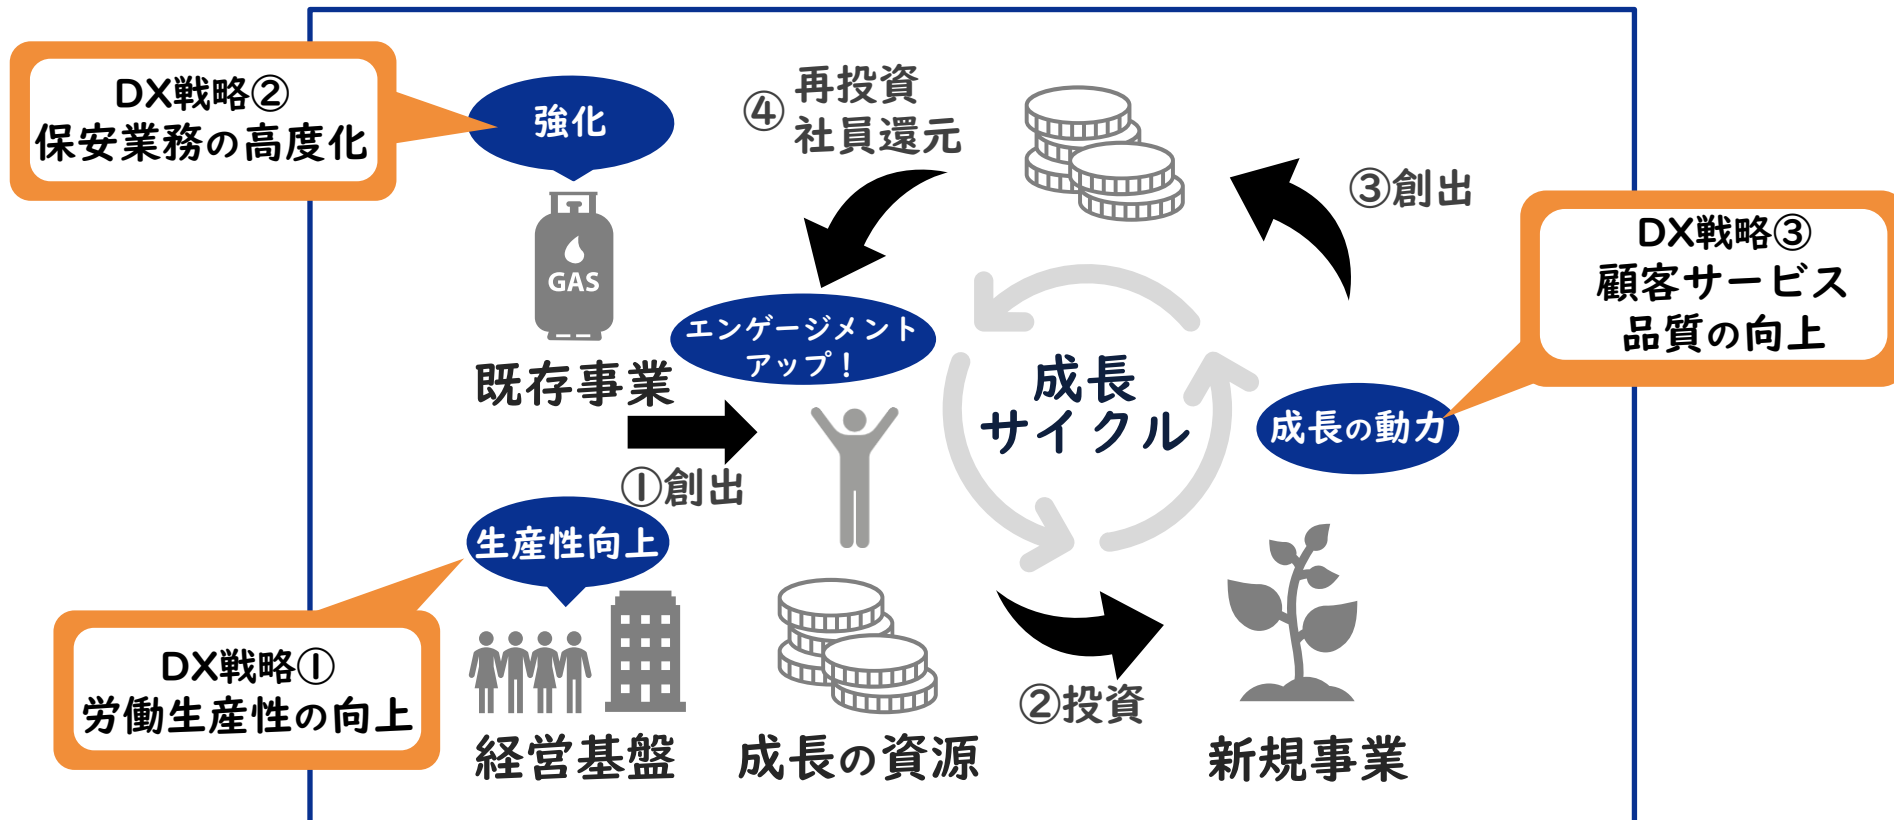 DX戦略②
保安業務の高度化
強化
GAS
既存事業
④
再投資
社員還元
③創出
DX戦略③
顧客サービス
品質の向上
エンゲージメント
アップ！
成長
サイクル
成長の動力
①創出
生産性向上
DX戦略①
労働生産性の向上
経営基盤
成長の資源
②投資
新規事業